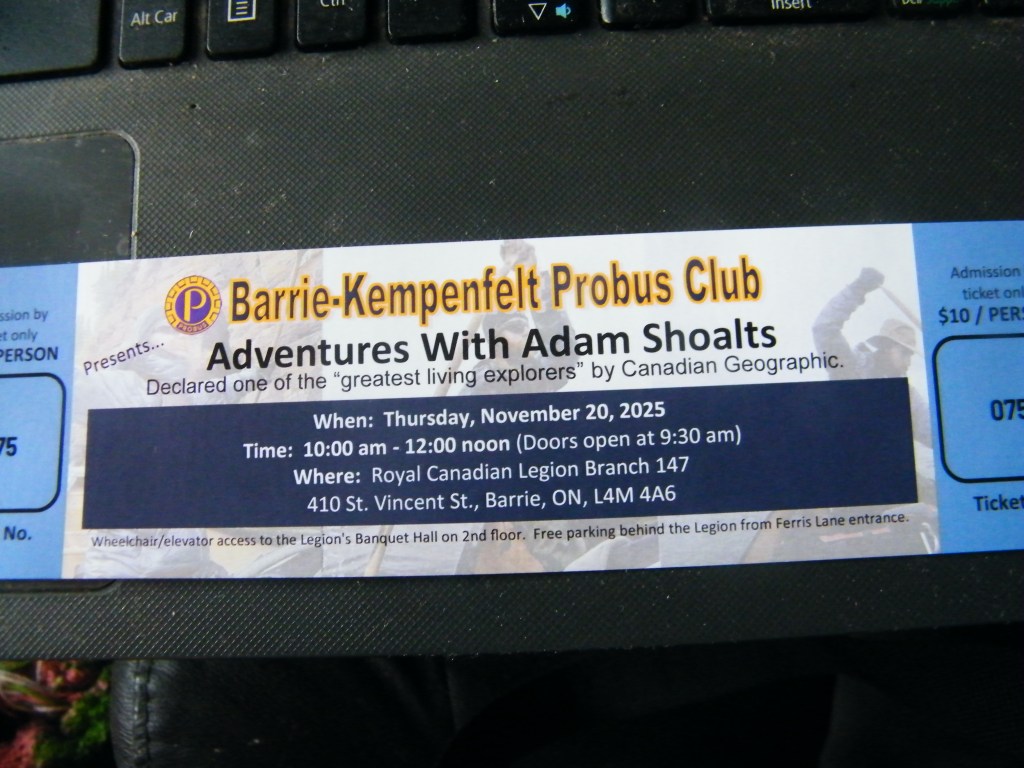 Alt Car
Ctrl
Insert
Barrie-Kempenfelt Probus Club
P
PROBUS
Presents...
Adventures With Adam Shoalts
Declared one of the "greatest living explorers" by Canadian Geographic.
When: Thursday, November 20, 2025
Time: 10:00 am - 12:00 noon (Doors open at 9:30 am)
Where: Royal Canadian Legion Branch 147
410 St. Vincent St., Barrie, ON, L4M 4A6
Wheelchair/elevator access to the Legion's Banquet Hall on 2nd floor. Free parking behind the Legion from Ferris Lane entrance.
ssion by
et only
PERSON
75
No.
Admission
ticket onl
$10 / PERS
075
Ticket